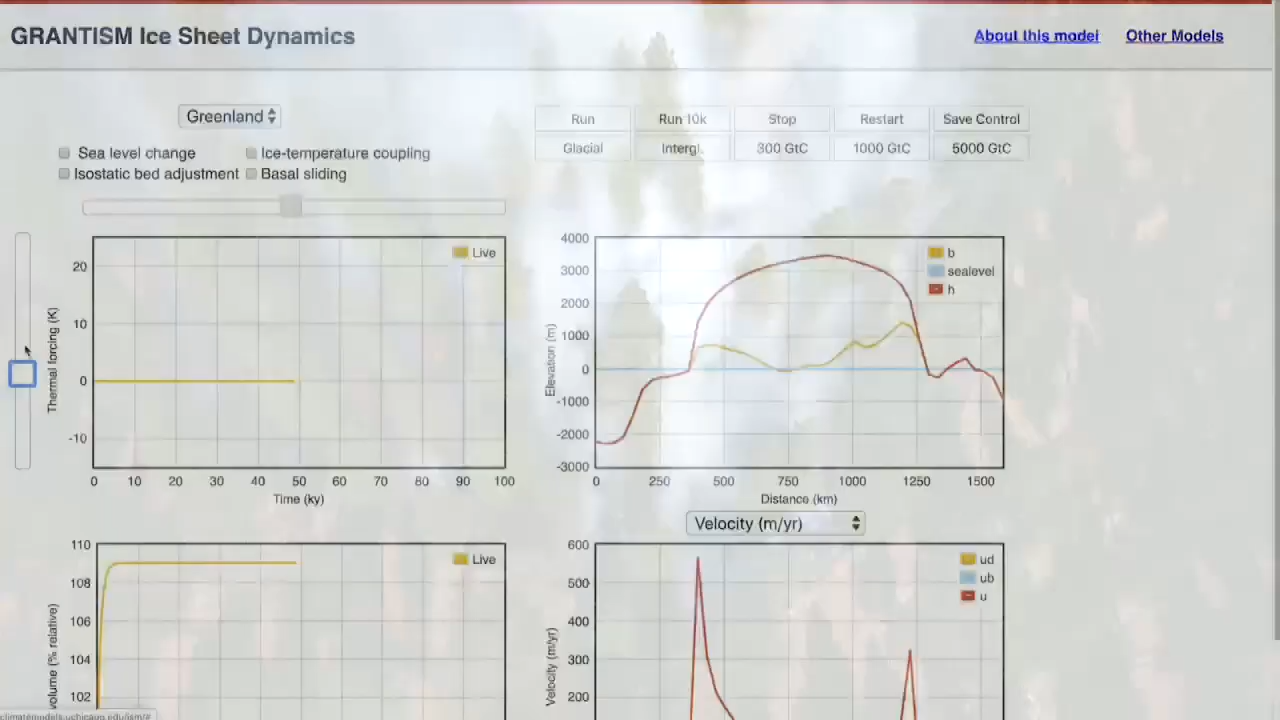 GRANTISM Ice Sheet Dynamics
About this model Other Models
Greenland
Run Run 10k Stop Restart Save Control
Glacial Intergl. 300 GtC 1000 GtC 5000 GtC
Sea level change Ice-temperature coupling
Isostatic bed adjustment Basal sliding
Live
20
10
0
-10
Thermal forcing (K)
0 10 20 30 40 50 60 70 80 90 100
Time (ky)
4000
3000
2000
1000
0
-1000
-2000
-3000
Elevation (m)
b
sealevel
h
0 250 500 750 1000 1250 1500
Distance (km)
Velocity (m/yr)
110
108
106
104
102
volume (% relative)
Live
600
500
400
300
200
Velocity (m/yr)
ud
ub
u
climatemodels.uchicago.edu/ism/#